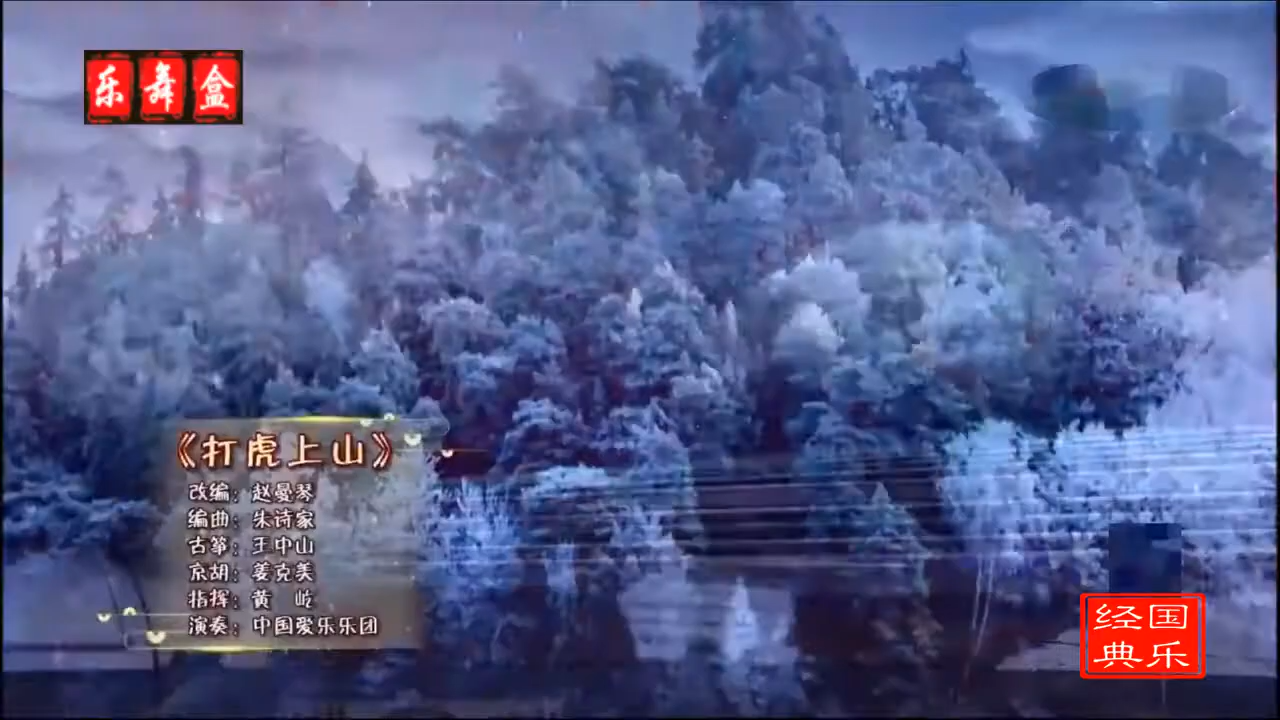 乐舞盒
《打虎上山》
改编：赵曼琴
编曲：朱诗家
古筝：王中山
京胡：姜克美
指挥：黄 屹
演奏：中国爱乐乐团
经国
典乐